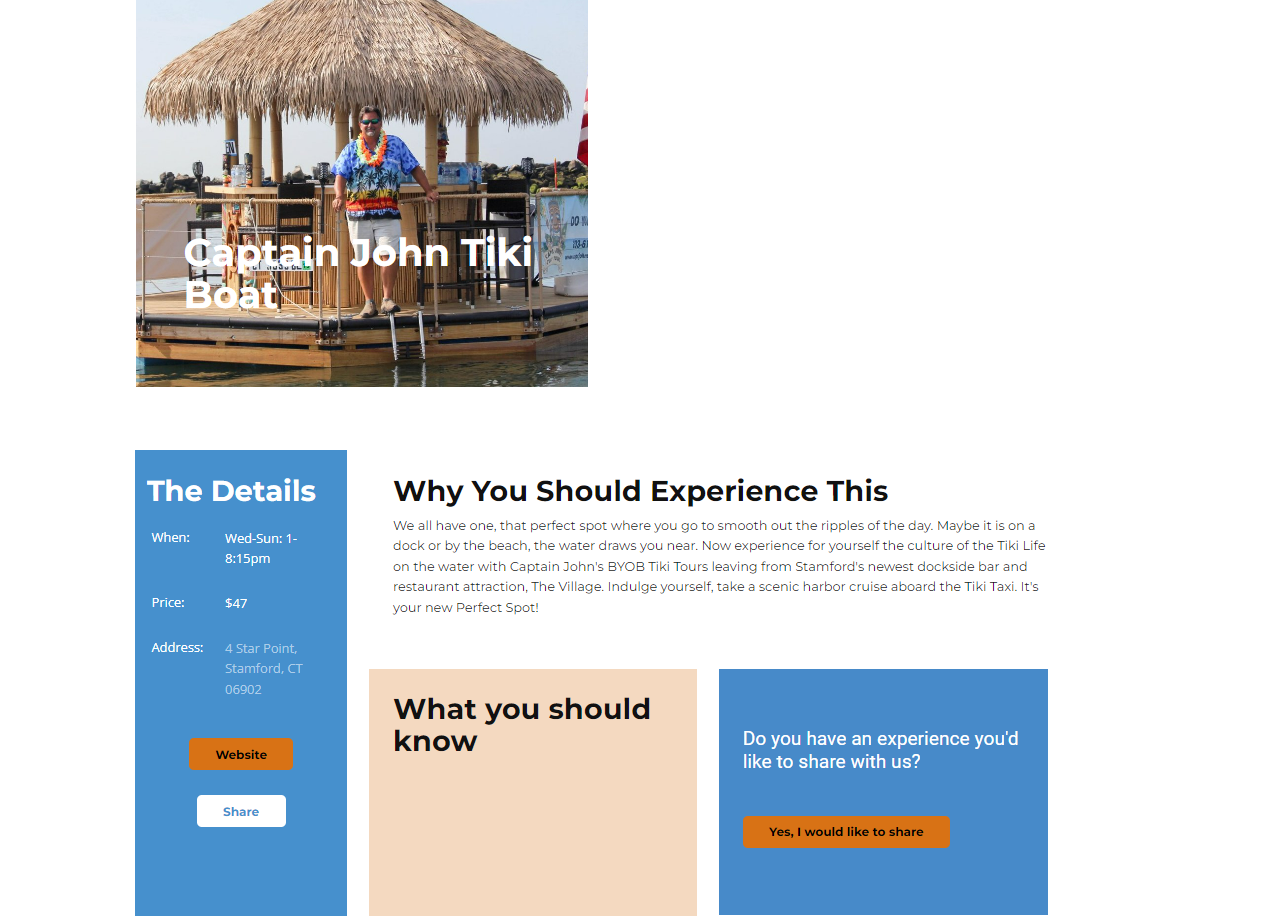 Captain John Tiki
Boat
The Details
When:
Wed-Sun: 1-
8:15pm
Price:
$47
Address:
4 Star Point,
Stamford, CT
06902
Website
Share
Why You Should Experience This
We all have one, that perfect spot where you go to smooth out the ripples of the day. Maybe it is on a
dock or by the beach, the water draws you near. Now experience for yourself the culture of the Tiki Life
on the water with Captain John's BYOB Tiki Tours leaving from Stamford's newest dockside bar and
restaurant attraction, The Village. Indulge yourself, take a scenic harbor cruise aboard the Tiki Taxi. It's
your new Perfect Spot!
What you should
know
Do you have an experience you'd
like to share with us?
Yes, I would like to share